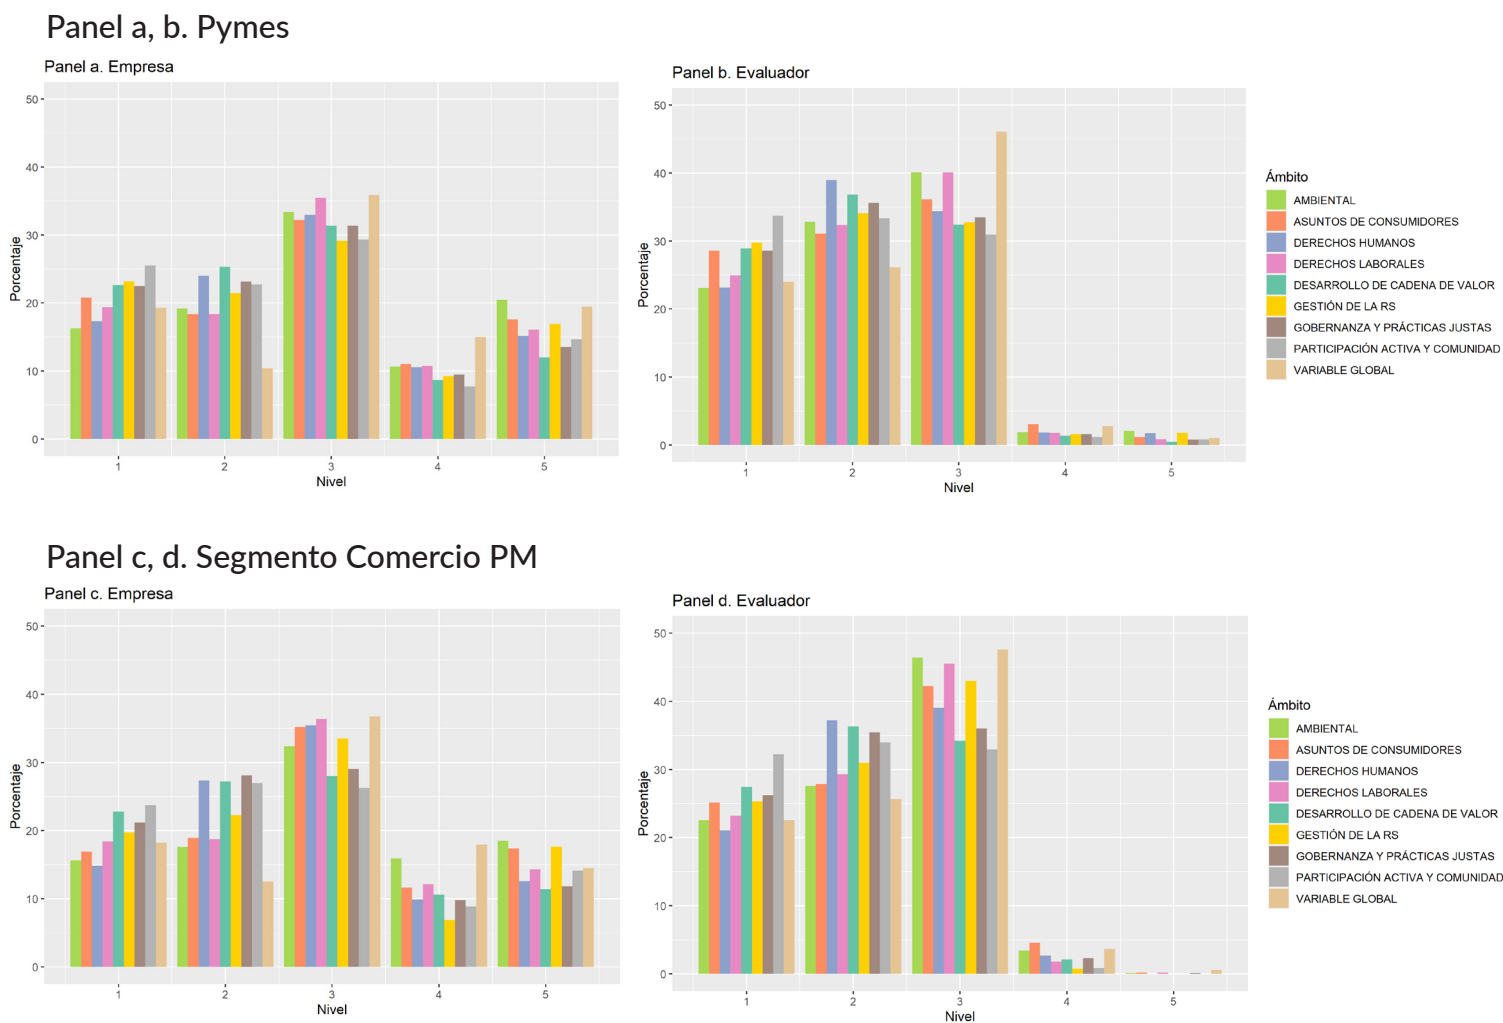 Panel a, b. Pymes
Panel a. Empresa
50
40
30
20
10
0
Porcentaje
1 2 3 4 5
Nivel
Panel b. Evaluador
50
40
30
20
10
0
Porcentaje
1 2 3 4 5
Nivel
Ámbito
AMBIENTAL
ASUNTOS DE CONSUMIDORES
DERECHOS HUMANOS
DERECHOS LABORALES
DESARROLLO DE CADENA DE VALOR
GESTIÓN DE LA RS
GOBERNANZA Y PRÁCTICAS JUSTAS
PARTICIPACIÓN ACTIVA Y COMUNIDAD
VARIABLE GLOBAL
Panel c, d. Segmento Comercio PM
Panel c. Empresa
50
40
30
20
10
0
Porcentaje
1 2 3 4 5
Nivel
Panel d. Evaluador
50
40
30
20
10
0
Porcentaje
1 2 3 4 5
Nivel
Ámbito
AMBIENTAL
ASUNTOS DE CONSUMIDORES
DERECHOS HUMANOS
DERECHOS LABORALES
DESARROLLO DE CADENA DE VALOR
GESTIÓN DE LA RS
GOBERNANZA Y PRÁCTICAS JUSTAS
PARTICIPACIÓN ACTIVA Y COMUNIDAD
VARIABLE GLOBAL